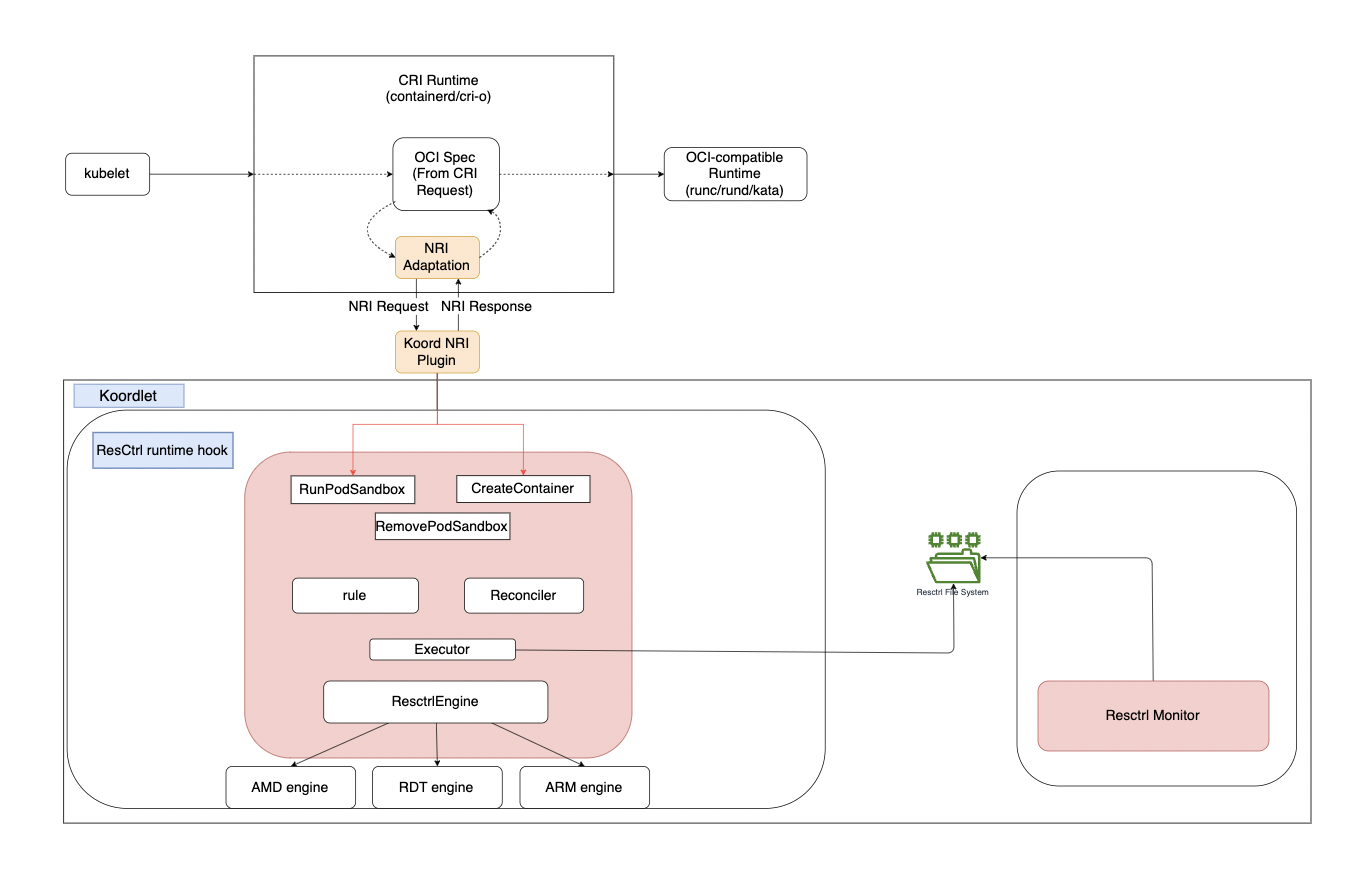 CRI Runtime
(containerd/cri-o)
kubelet
OCI Spec
(From CRI
Request)
OCI-compatible
Runtime
(runc/rund/kata)
NRI
Adaptation
NRI Request
NRI Response
Koord NRI
Plugin
Koordlet
ResCtrl runtime hook
RunPodSandbox
CreateContainer
RemovePodSandbox
rule
Reconciler
Resctrl File System
Executor
ResctrlEngine
Resctrl Monitor
AMD engine
RDT engine
ARM engine